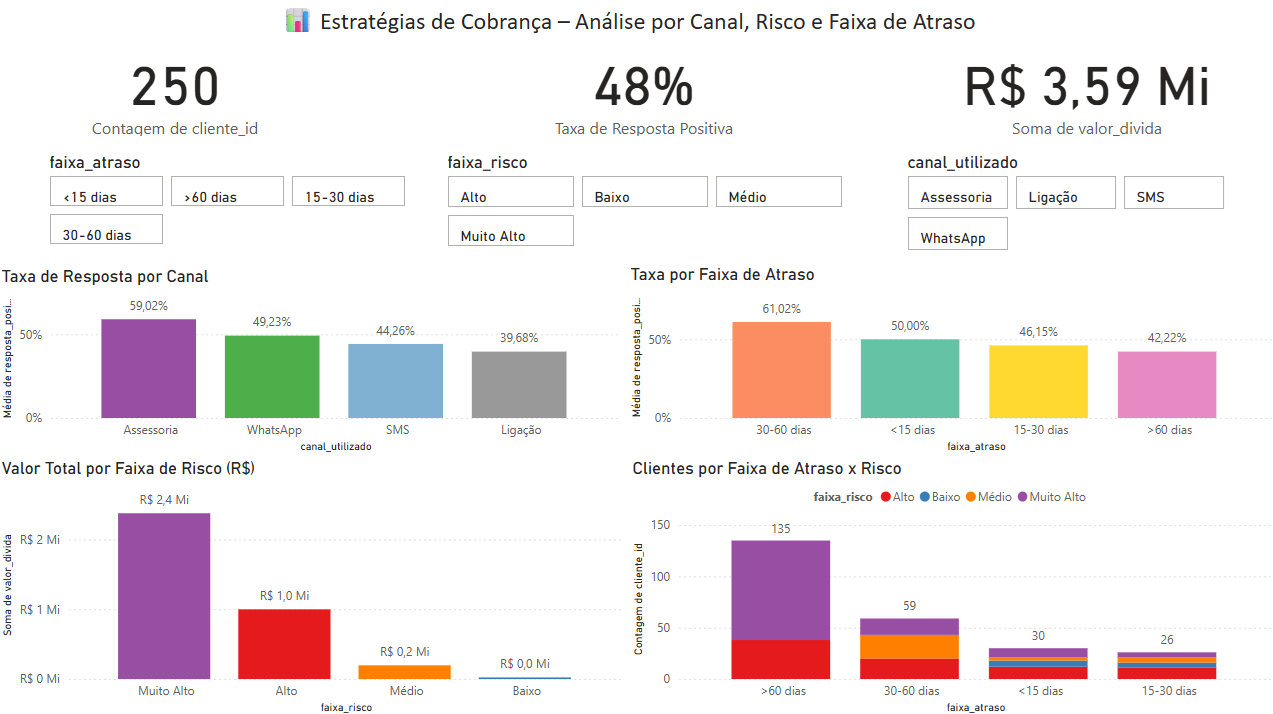 Estratégias de Cobrança – Análise por Canal, Risco e Faixa de Atraso
250
Contagem de cliente_id
48%
Taxa de Resposta Positiva
R$ 3,59 Mi
Soma de valor_divida
faixa_atraso
<15 dias
>60 dias
15-30 dias
30-60 dias
faixa_risco
Alto
Baixo
Médio
Muito Alto
canal_utilizado
Assessoria
Ligação
SMS
WhatsApp
Taxa de Resposta por Canal
Média de resposta_posi...
50%
0%
59,02%
49,23%
44,26%
39,68%
Assessoria
WhatsApp
SMS
Ligação
canal_utilizado
Taxa por Faixa de Atraso
Média de resposta_posi...
50%
0%
61,02%
50,00%
46,15%
42,22%
30-60 dias
<15 dias
15-30 dias
>60 dias
faixa_atraso
Valor Total por Faixa de Risco (R$)
Soma de valor_divida
R$ 2 Mi
R$ 1 Mi
R$ 0 Mi
R$ 2,4 Mi
R$ 1,0 Mi
R$ 0,2 Mi
R$ 0,0 Mi
Muito Alto
Alto
Médio
Baixo
faixa_risco
Clientes por Faixa de Atraso x Risco
faixa_risco Alto Baixo Médio Muito Alto
Contagem de cliente_id
150
100
50
0
135
59
30
26
>60 dias
30-60 dias
<15 dias
15-30 dias
faixa_atraso